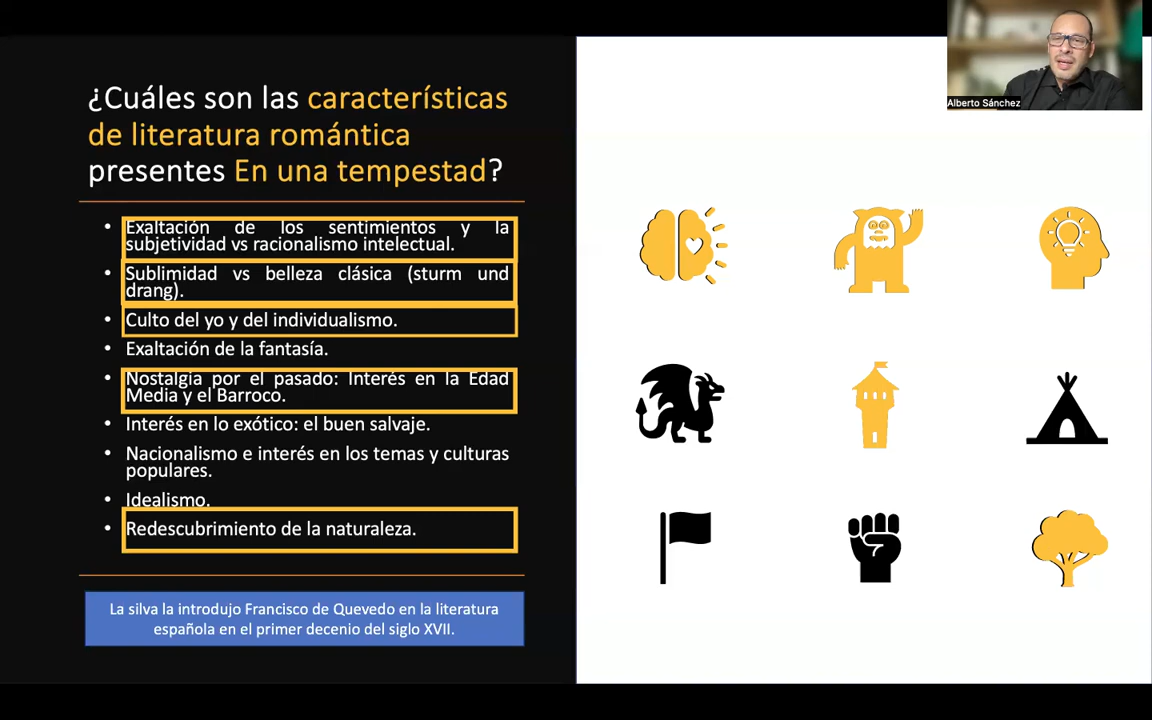 Alberto Sánchez
¿Cuáles son las características
de literatura romántica
presentes En una tempestad?
• Exaltación de los sentimientos y la
subjetividad vs racionalismo intelectual.
• Sublimidad vs belleza clásica (sturm und
drang).
• Culto del yo y del individualismo.
• Exaltación de la fantasía.
• Nostalgia por el pasado: Interés en la Edad
Media y el Barroco.
• Interés en lo exótico: el buen salvaje.
• Nacionalismo e interés en los temas y culturas
populares.
• Idealismo.
• Redescubrimiento de la naturaleza.
La silva la introdujo Francisco de Quevedo en la literatura
española en el primer decenio del siglo XVII.